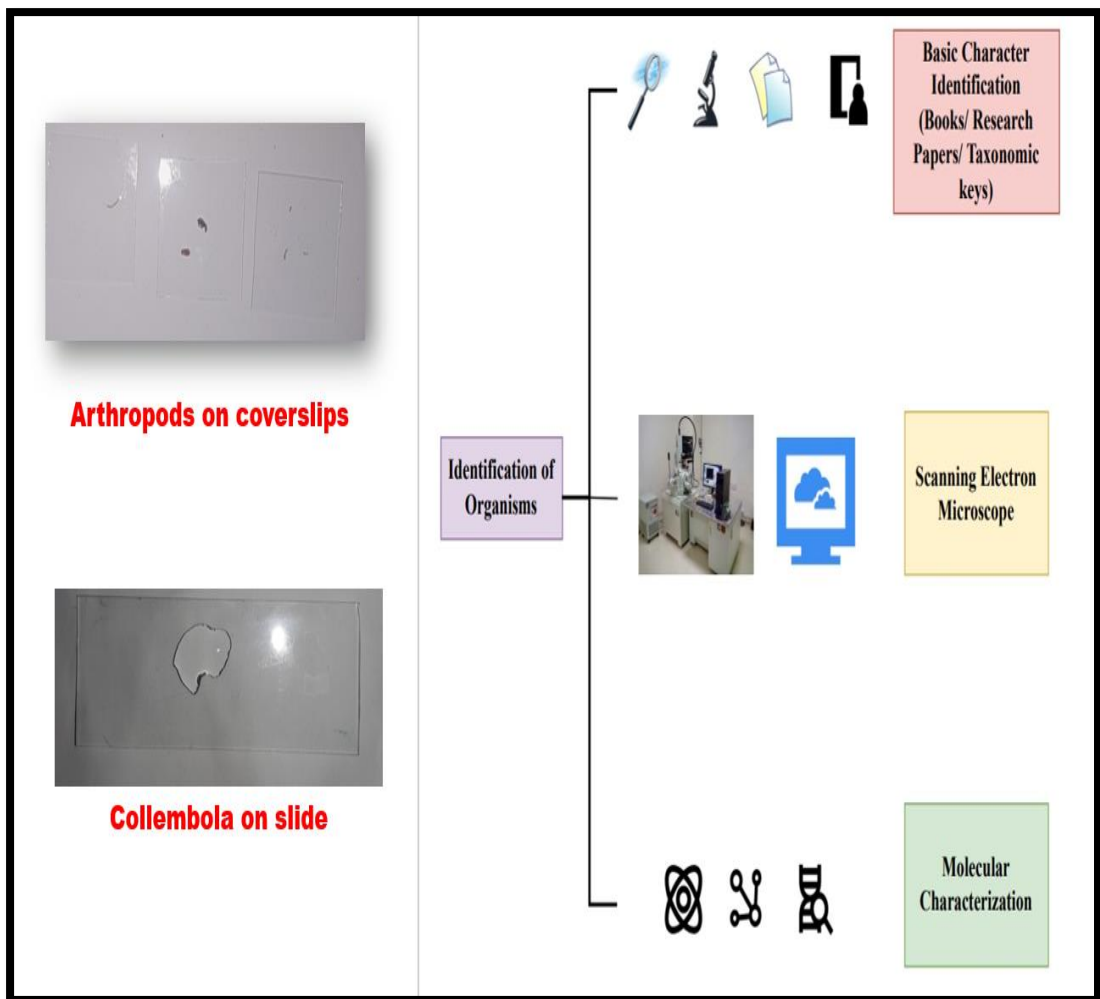 Arthropods on coverslips
Collembola on slide
Identification of
Organisms
Basic Character
Identification
(Books/ Research
Papers/ Taxonomic
keys)
Scanning Electron
Microscope
Molecular
Characterization